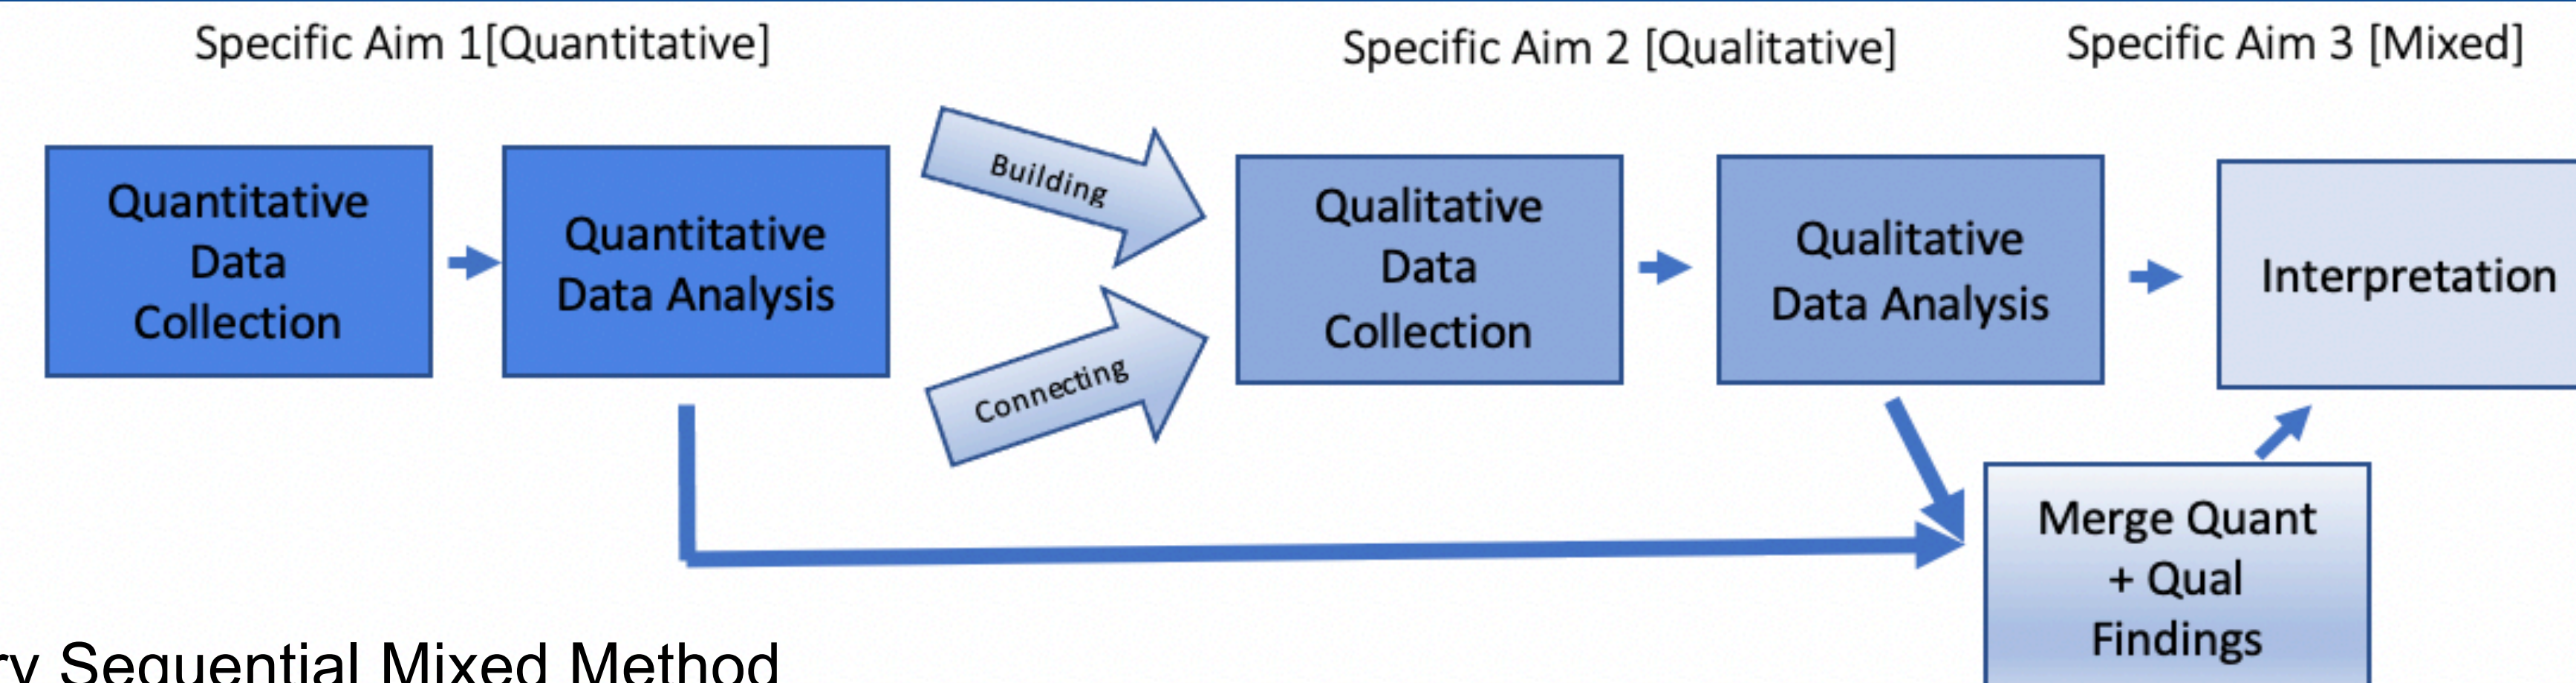 Specific Aim 1[Quantitative]
Specific Aim 2 [Qualitative]
Specific Aim 3 [Mixed]
Quantitative
Data
Collection
Quantitative
Data Analysis
Building
Connecting
Qualitative
Data
Collection
Qualitative
Data Analysis
Interpretation
Merge Quant
+ Qual
Findings
Sequential Mixed Method